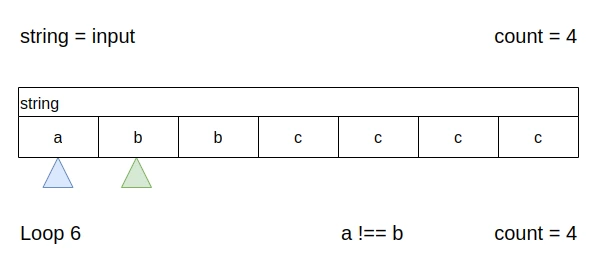 string = input count = 4
string
a b b c c c c
Loop 6 a !== b count = 4